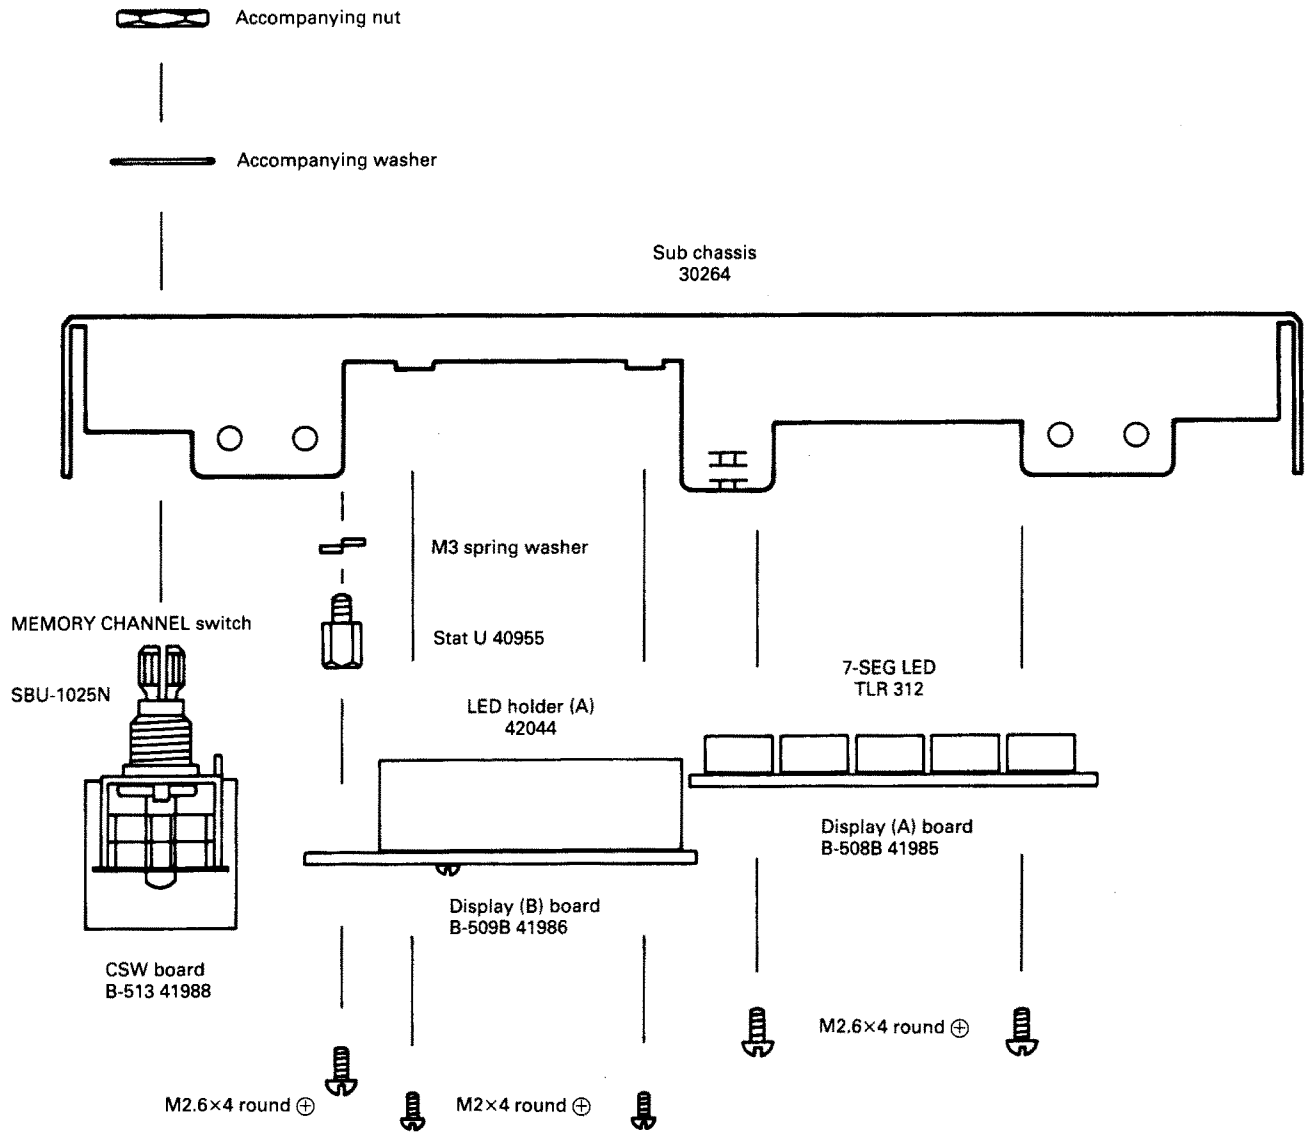 Accompanying nut
Accompanying washer
Sub chassis
30264
M3 spring washer
MEMORY CHANNEL switch
Stat U 40955
SBU-1025N
7-SEG LED
TLR 312
LED holder (A)
42044
Display (A) board
B-508B 41985
Display (B) board
B-509B 41986
CSW board
B-513 41988
M2.6×4 round ⊕
M2.6×4 round ⊕
M2×4 round ⊕